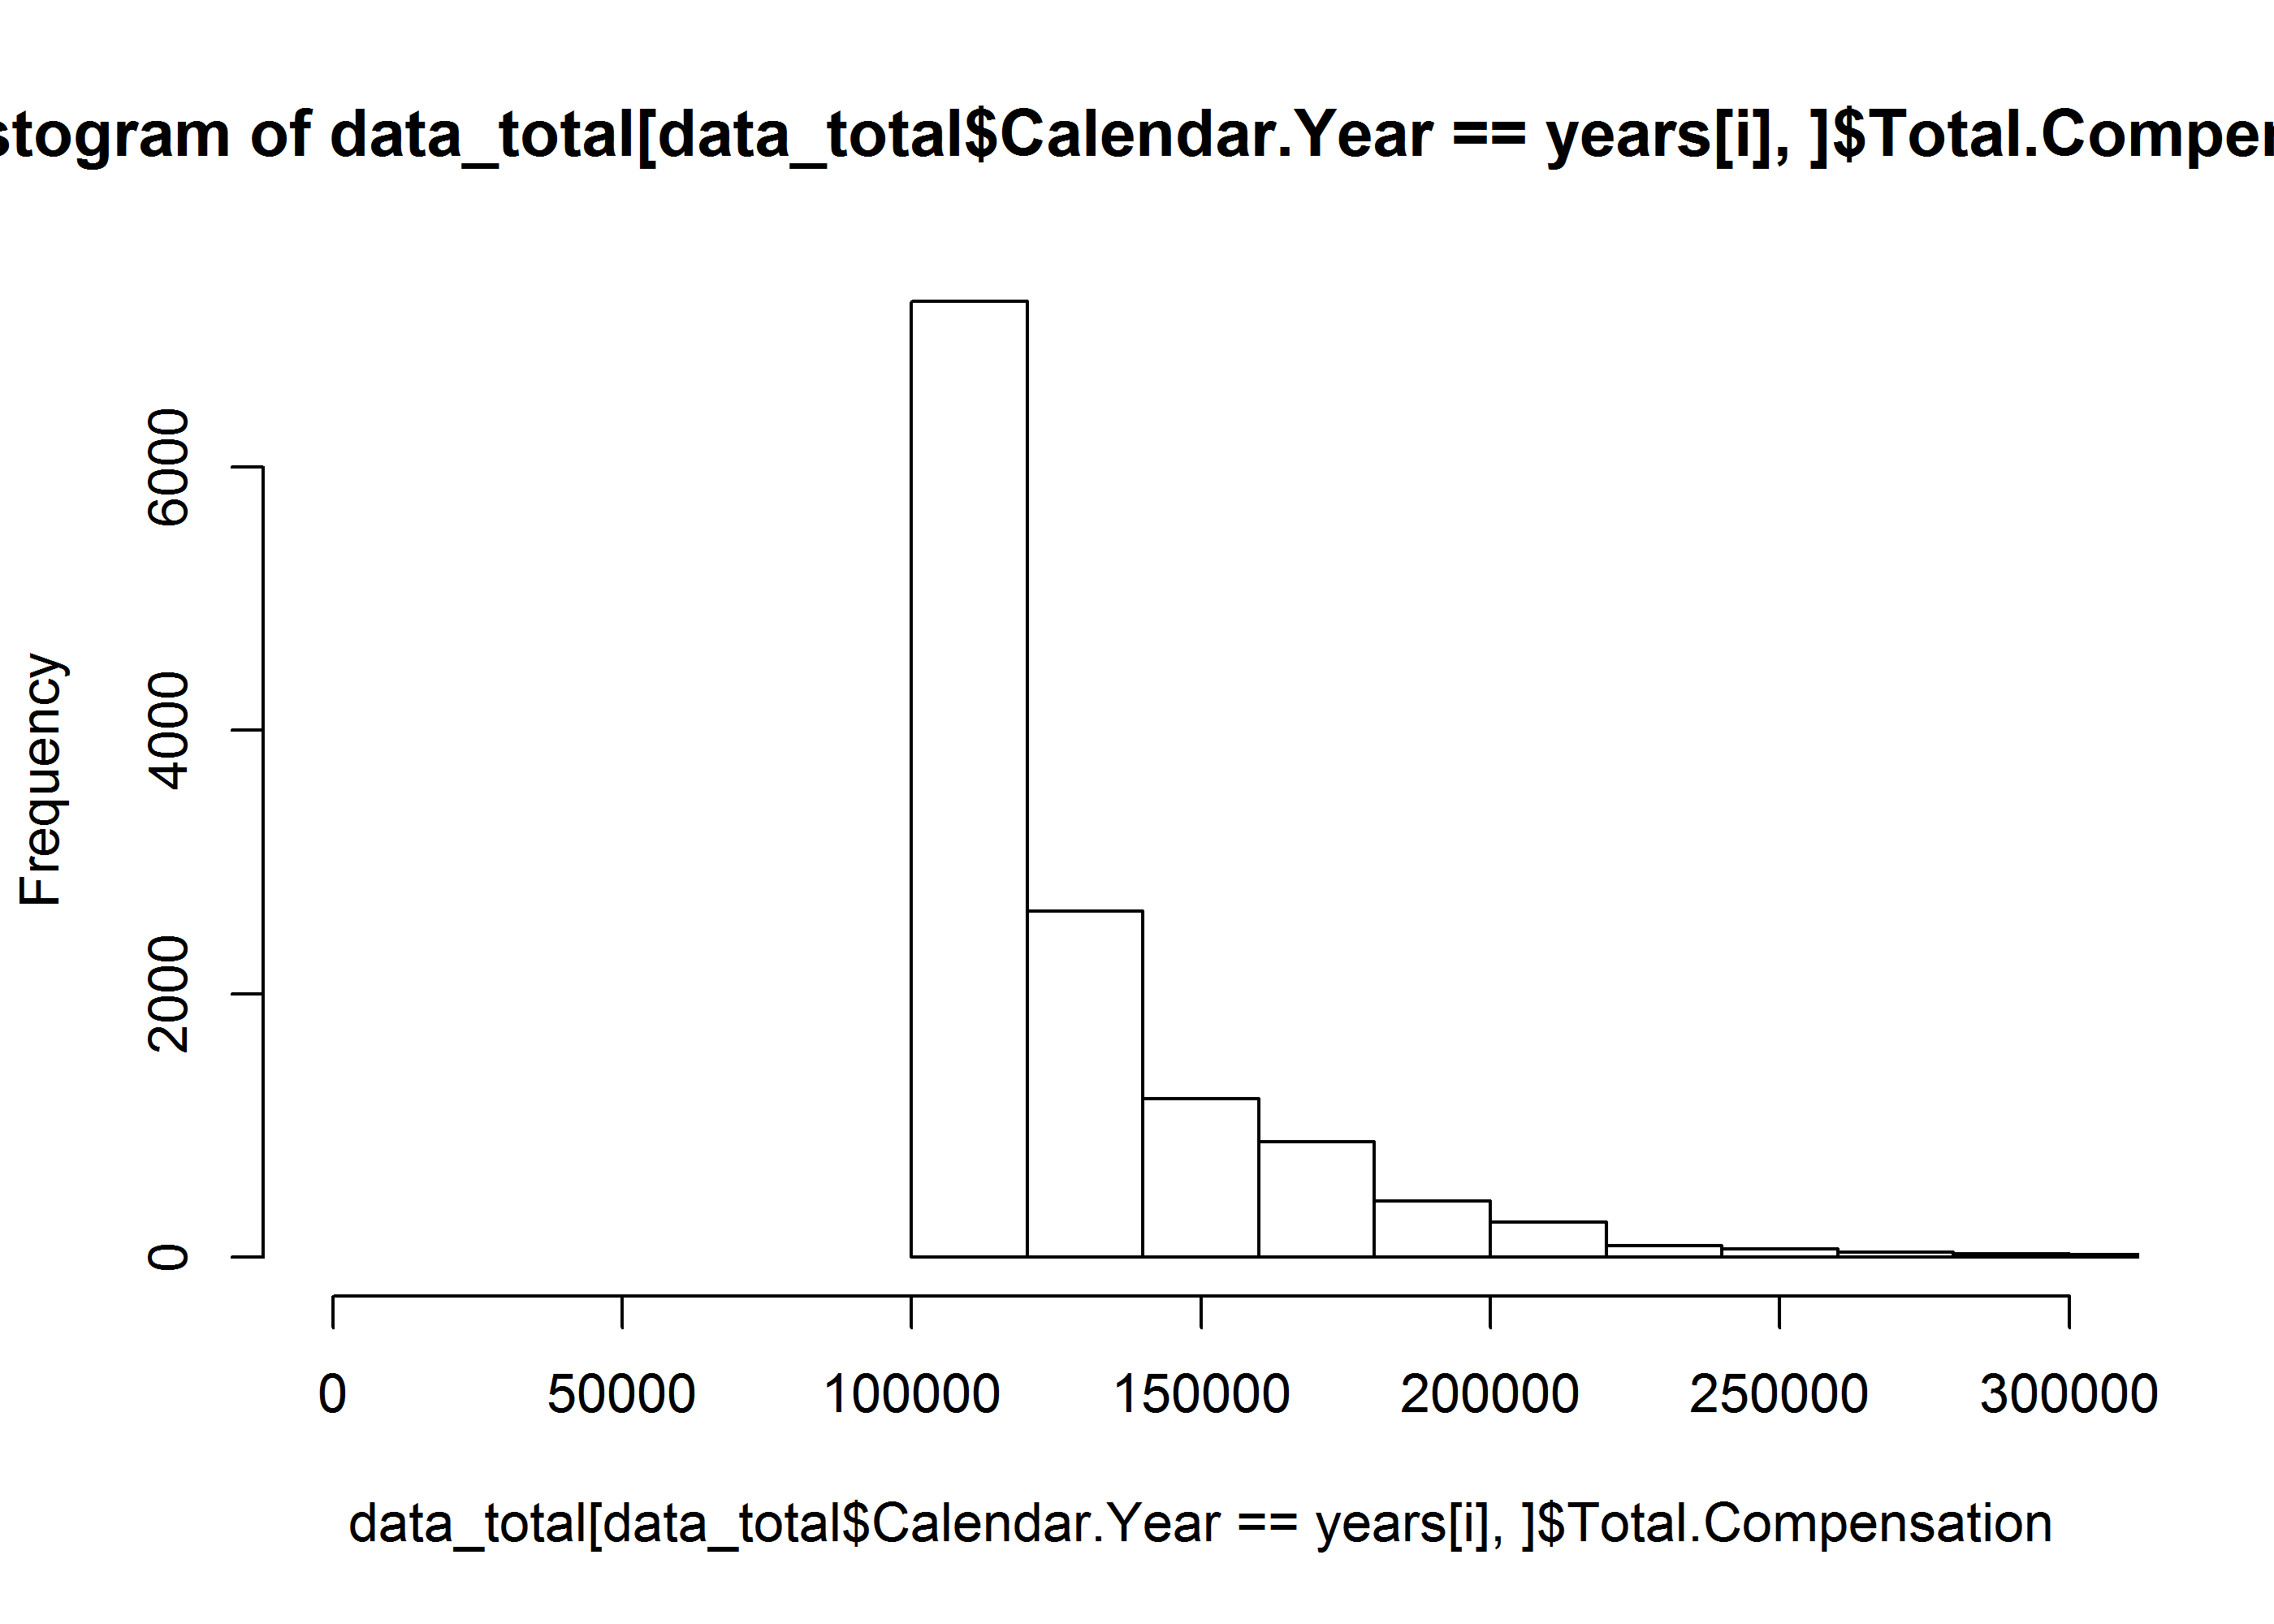 stogram of data_total[data_total$Calendar.Year == years[i], ]$Total.Compen
Frequency
6000
4000
2000
0
0 50000 100000 150000 200000 250000 300000
data_total[data_total$Calendar.Year == years[i], ]$Total.Compensation